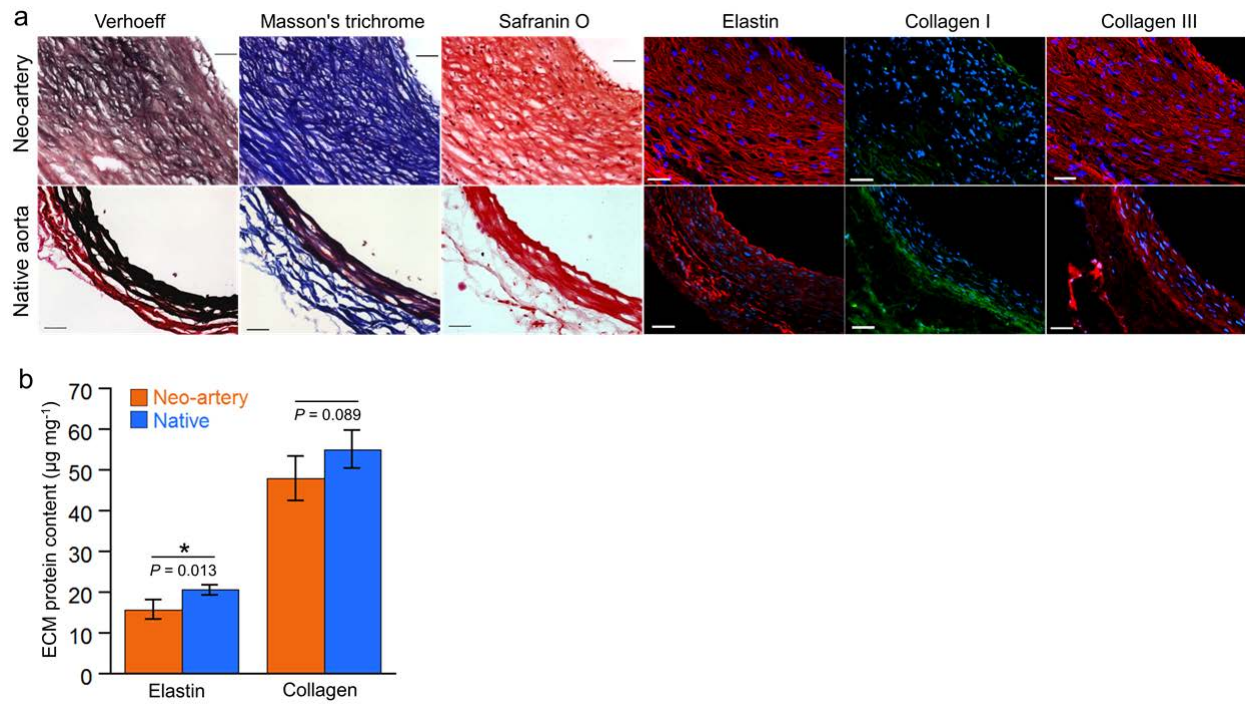 a
Verhoeff Masson's trichrome Safranin O Elastin Collagen I Collagen III
Neo-artery
Native aorta
b
ECM protein content (µg mg⁻¹)
70
60
50
40
30
20
10
0
Neo-artery
Native
P = 0.089
*
P = 0.013
Elastin Collagen